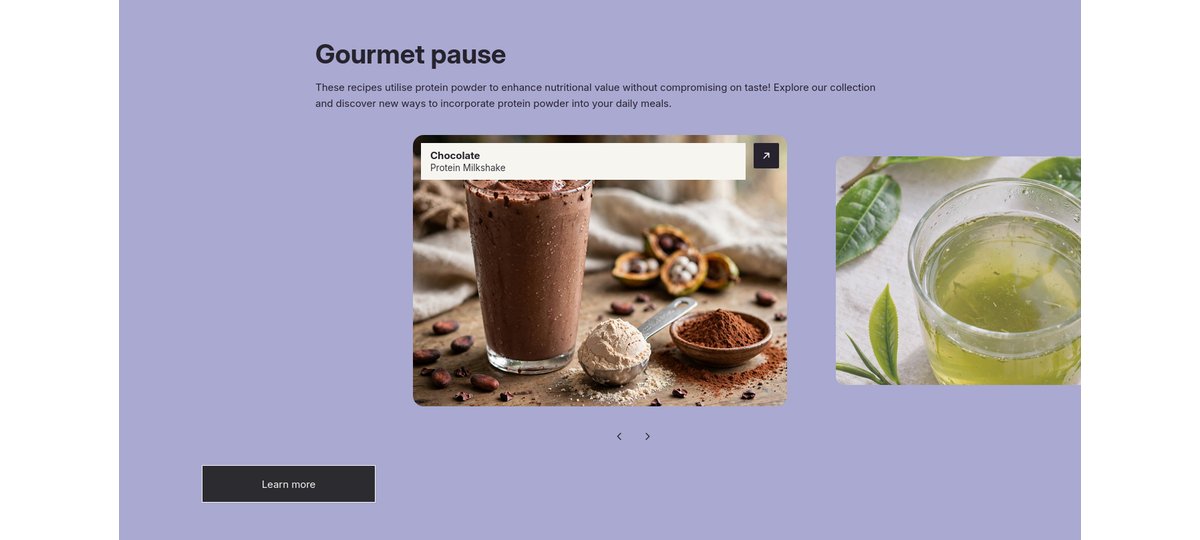 Gourmet pause
These recipes utilise protein powder to enhance nutritional value without compromising on taste! Explore our collection
and discover new ways to incorporate protein powder into your daily meals.
Chocolate
Protein Milkshake
Learn more